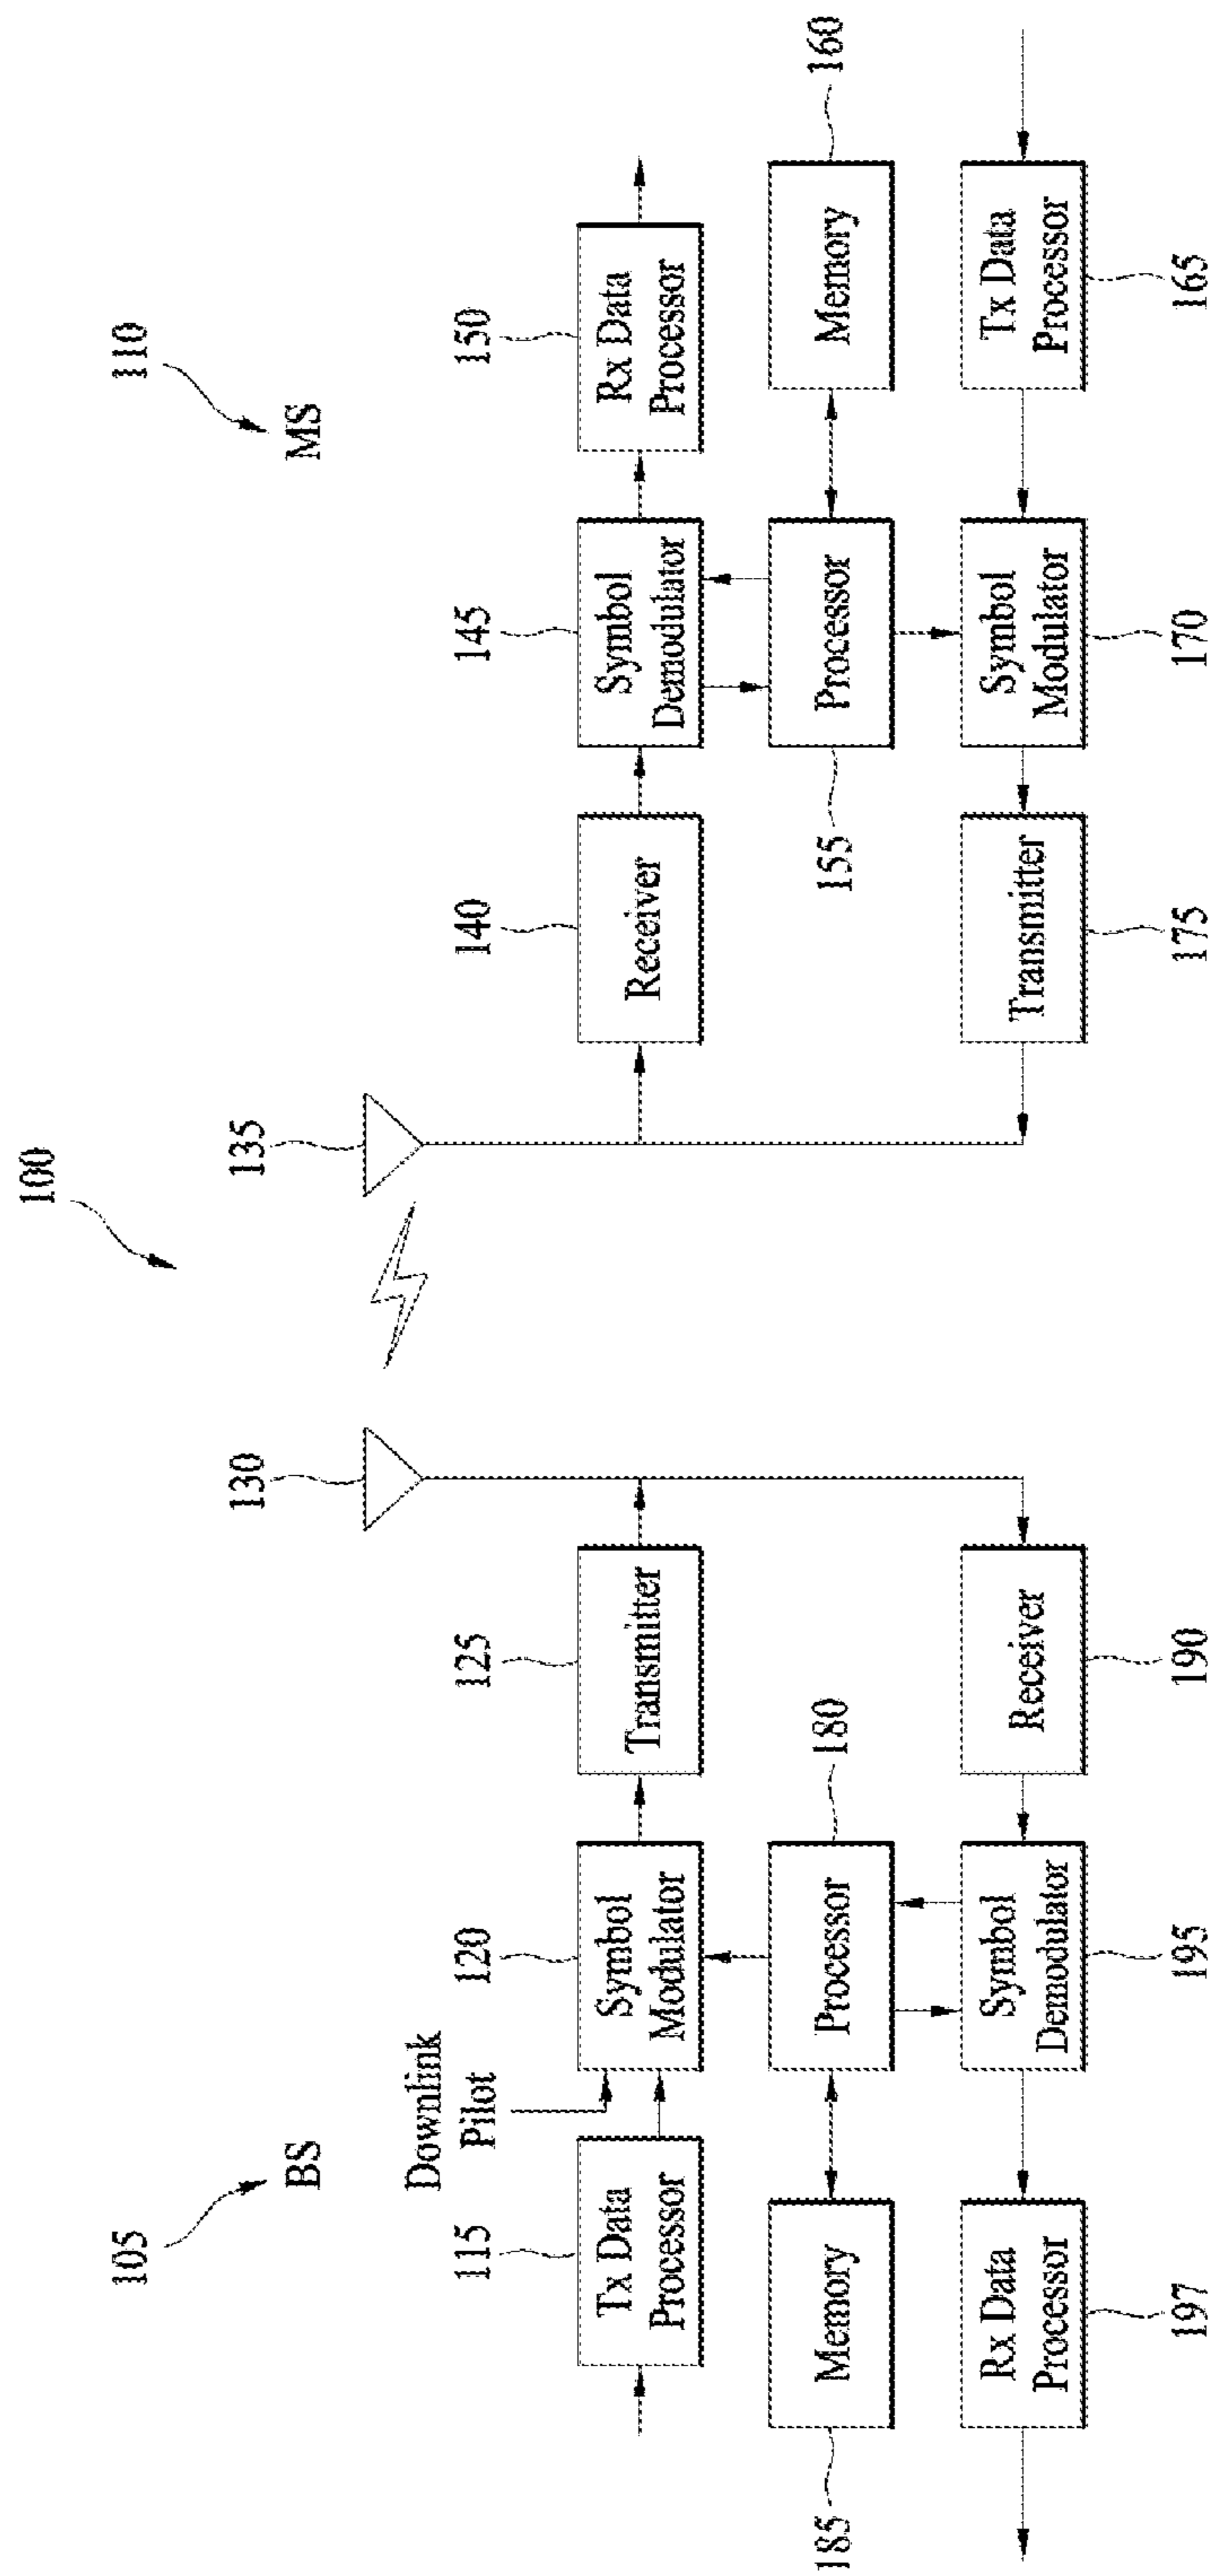 100
105
BS
110
MS
115
Tx Data
Processor
Downlink
Pilot
120
Symbol
Modulator
125
Transmitter
130
135
140
Receiver
145
Symbol
Demodulator
150
Rx Data
Processor
185
Memory
180
Processor
155
Processor
160
Memory
197
Rx Data
Processor
195
Symbol
Demodulator
190
Receiver
175
Transmitter
170
Symbol
Modulator
165
Tx Data
Processor